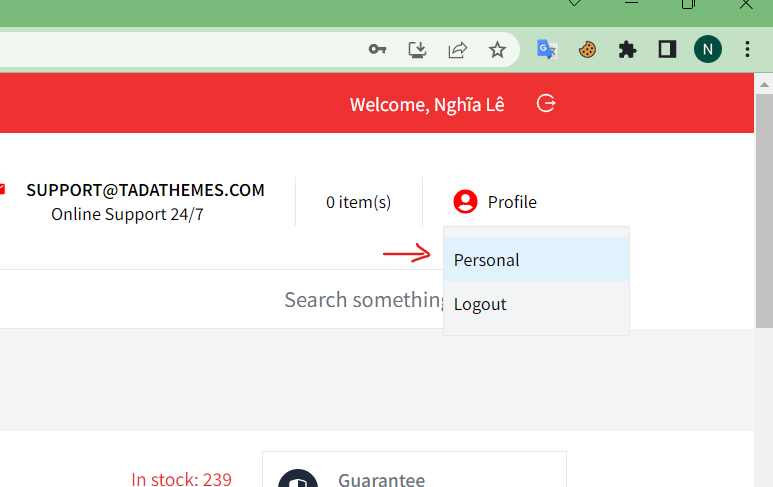 N
Welcome, Nghĩa Lê
SUPPORT@TADATHEMES.COM
Online Support 24/7
0 item(s)
Profile
Personal
Logout
Search something
In stock: 239
Guarantee